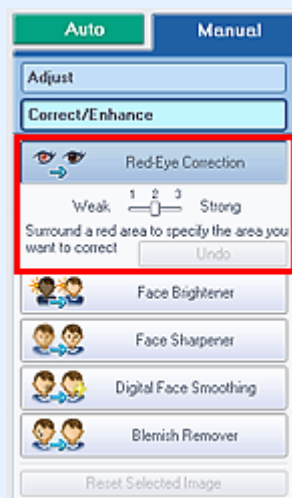 Auto Manual
Adjust
Correct/Enhance
Red-Eye Correction
1 2 3
Weak Strong
Surround a red area to specify the area you
want to correct
Undo
Face Brightener
Face Sharpener
Digital Face Smoothing
Blemish Remover
Reset Selected Image